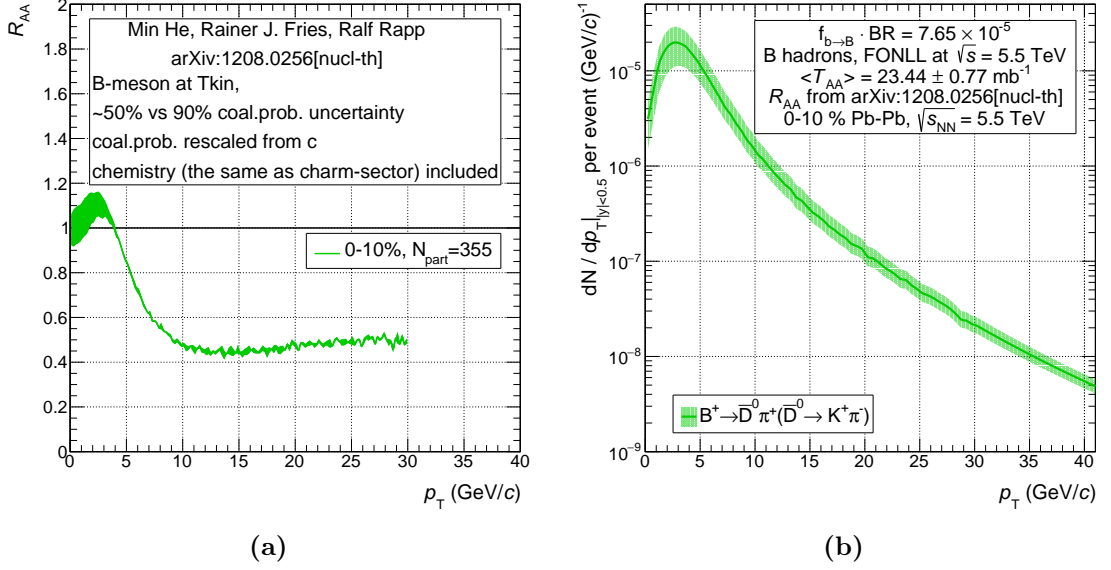 R_AA
2
1.8
1.6
1.4
1.2
1
0.8
0.6
0.4
0.2
0
Min He, Rainer J. Fries, Ralf Rapp
arXiv:1208.0256[nucl-th]
B-meson at Tkin,
~50% vs 90% coal.prob. uncertainty
coal.prob. rescaled from c
chemistry (the same as charm-sector) included
0-10%, N_part=355
0 5 10 15 20 25 30 35 40
p_T (GeV/c)
(a)
dN / dp_T|_|y|<0.5 per event (GeV/c)^-1
10^-5
10^-6
10^-7
10^-8
10^-9
f_b→B · BR = 7.65 × 10^-5
B hadrons, FONLL at √s = 5.5 TeV
<T_AA> = 23.44 ± 0.77 mb^-1
R_AA from arXiv:1208.0256[nucl-th]
0-10 % Pb-Pb, √s_NN = 5.5 TeV
B⁺→D̅⁰π⁺(D̅⁰→ K⁺π⁻)
0 5 10 15 20 25 30 35 40
p_T (GeV/c)
(b)